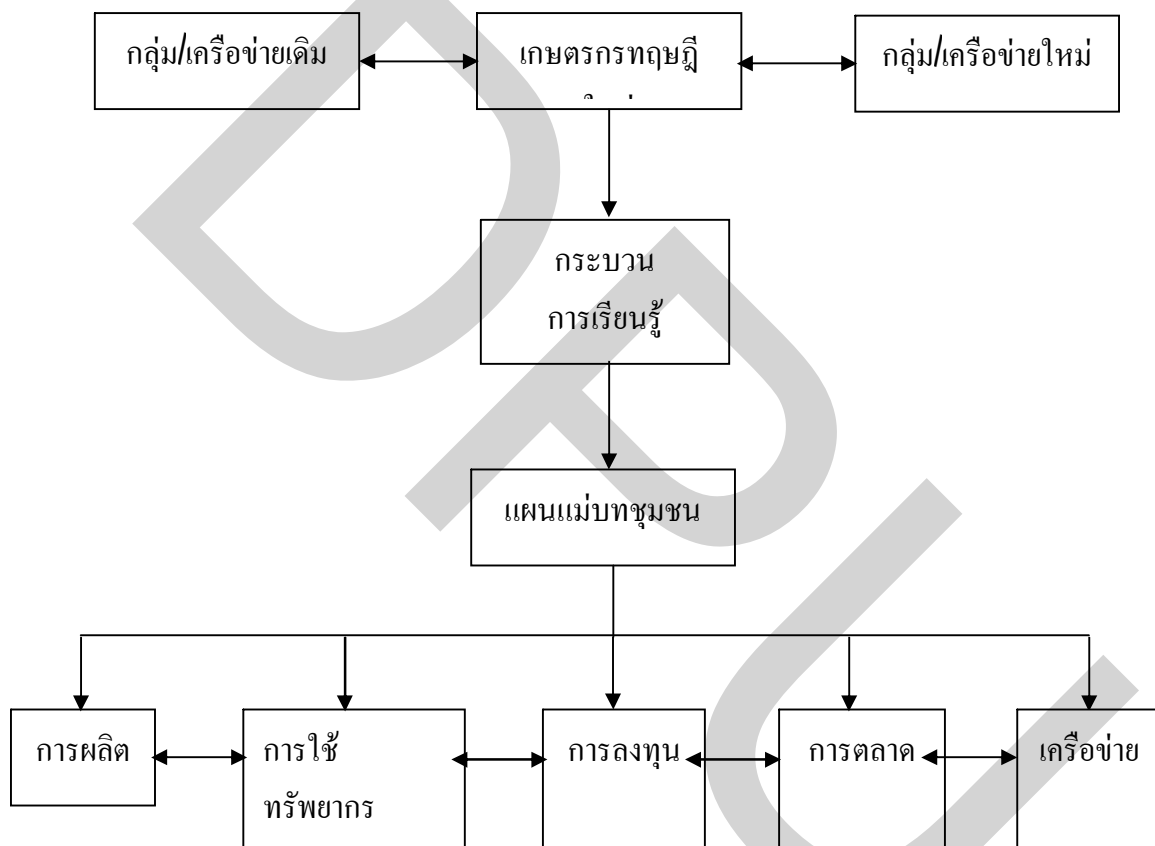 กลุ่ม/เครือข่ายเดิม
เกษตรกรทฤษฎี
กลุ่ม/เครือข่ายใหม่
กระบวน
การเรียนรู้
แผนแม่บทชุมชน
การผลิต
การใช้
ทรัพยากร
การลงทุน
การตลาด
เครือข่าย
DPU